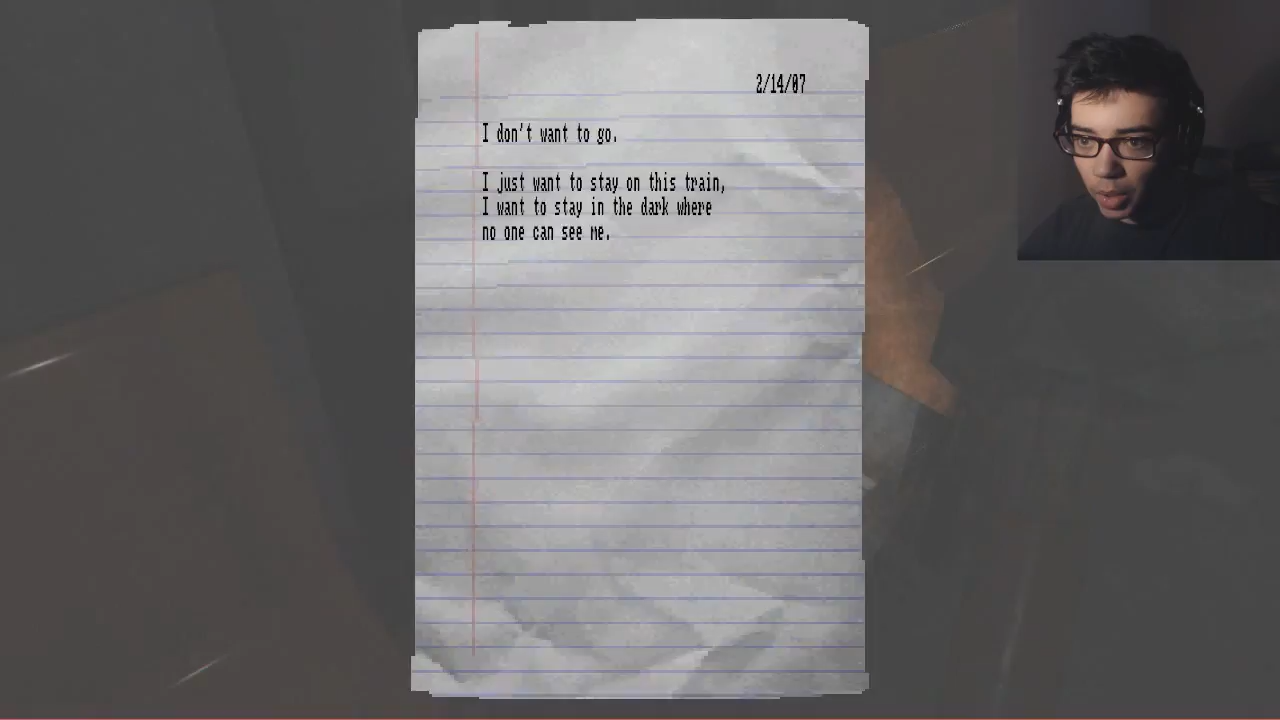 2/14/07
I don't want to go.
I just want to stay on this train,
I want to stay in the dark where
no one can see me.